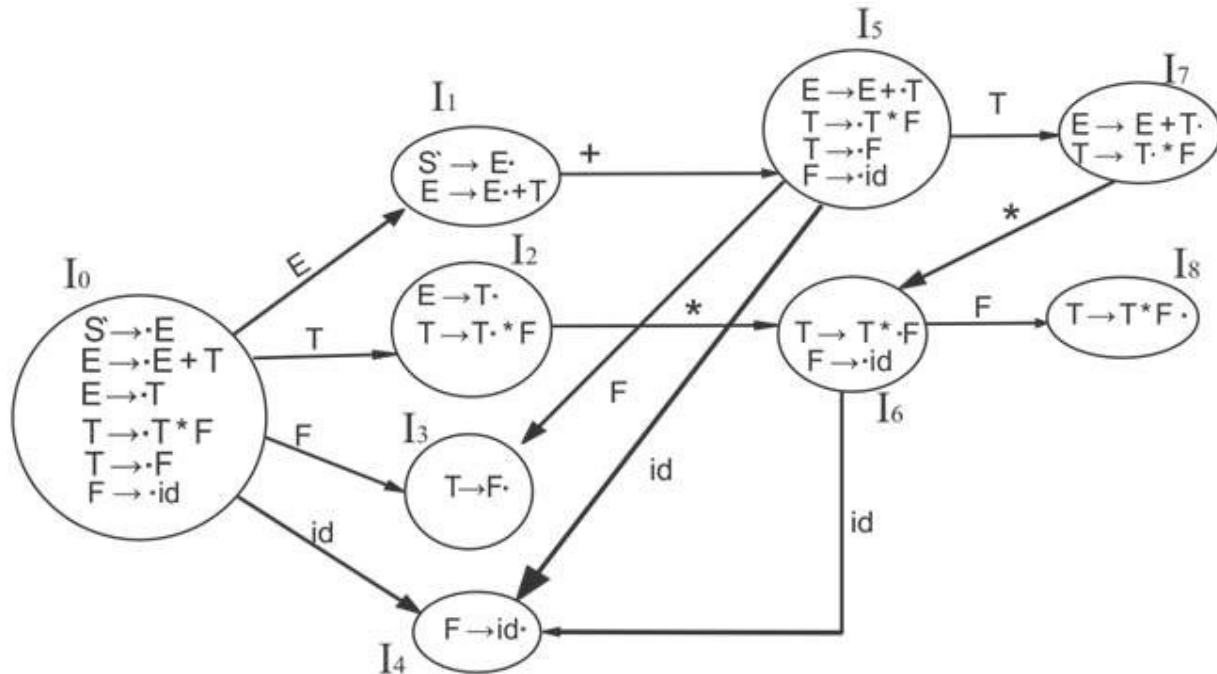 I0
S` → ·E
E → ·E + T
E → ·T
T → ·T * F
T → ·F
F → ·id
E
T
F
id
I1
S` → E·
E → E·+T
+
I2
E → T·
T → T· * F
*
I3
T → F·
I4
F → id·
I5
E → E + ·T
T → ·T * F
T → ·F
F → ·id
T
F
id
I7
E → E + T·
T → T· * F
*
T → T * ·F
F → ·id
I6
F
id
I8
T → T * F ·